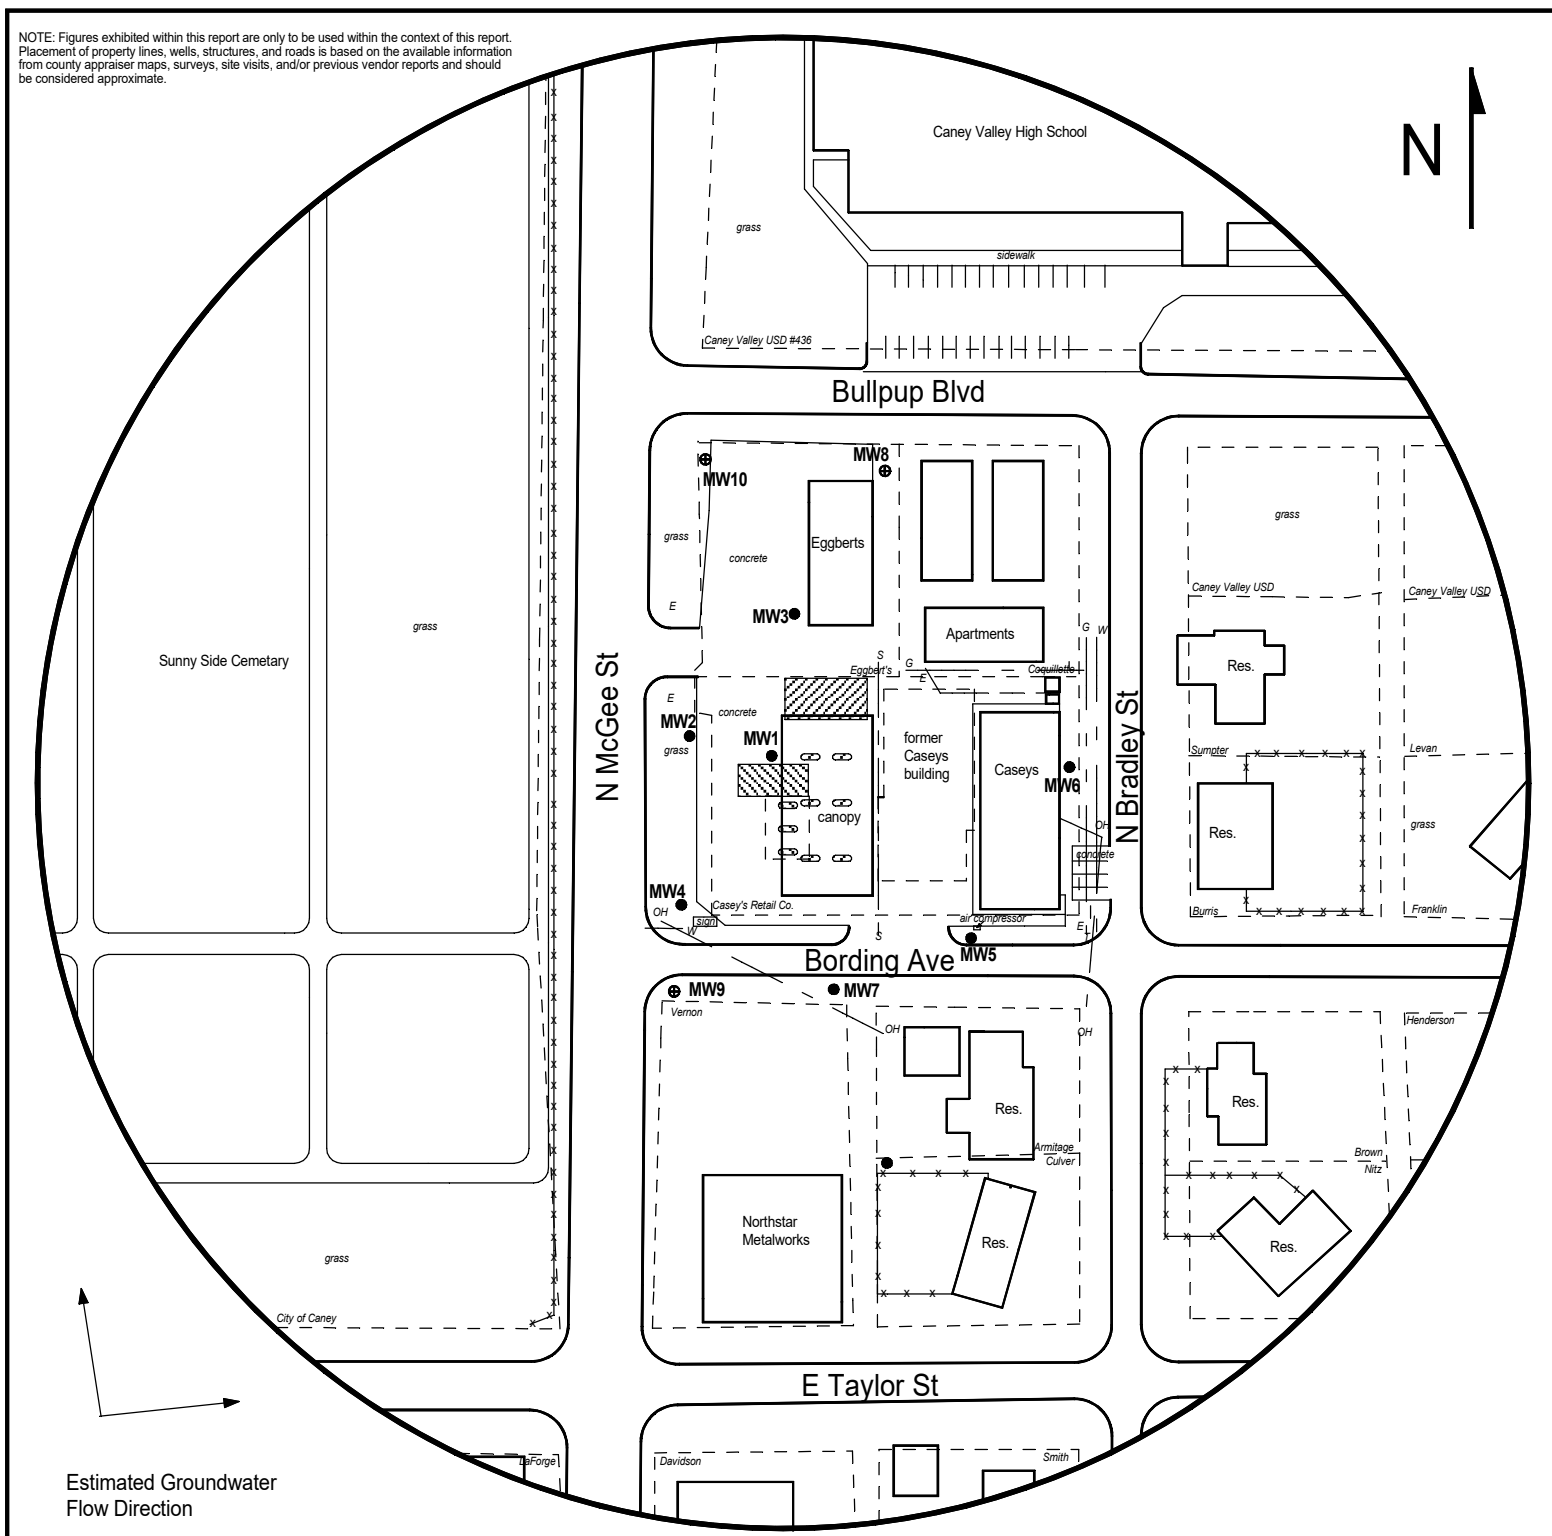 NOTE: Figures exhibited within this report are only to be used within the context of this report.
Placement of property lines, wells, structures, and roads is based on the available information
from county appraiser maps, surveys, site visits, and/or previous vendor reports and should
be considered approximate.
N
Caney Valley High School
grass
sidewalk
Caney Valley USD #436
Bullpup Blvd
MW8
MW10
Eggberts
grass
concrete
grass
Caney Valley USD
Caney Valley USD
E
MW3
grass
Apartments
G W
Sunny Side Cemetary
N McGee St
S
Eggbert's
G
E
Coquillette
Res.
E
concrete
MW2
grass
MW1
former
Caseys
building
Caseys
MW6
N Bradley St
Sumpter
Levan
canopy
OH
concrete
Res.
grass
MW4
OH
Casey's Retail Co.
sign
W
S
air compressor
E
Burris
Franklin
Bording Ave
MW5
MW9
MW7
Vernon
OH
OH
Henderson
Res.
Res.
Armitage
Culver
Brown
Nitz
Northstar
Metalworks
Res.
Res.
grass
City of Caney
E Taylor St
LaForge
Davidson
Smith
Estimated Groundwater
Flow Direction
x x x x x x x x x x x x x x x x x x x x